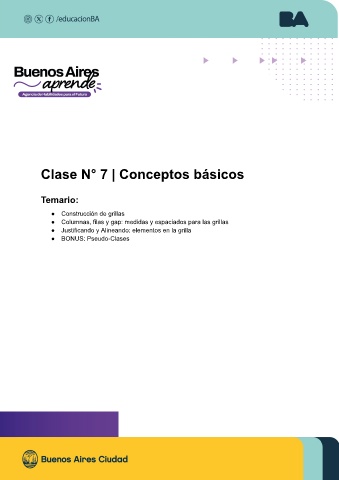 /educacionBA
BA
Buenos Aires
aprende
Agencia de Habilidades para el Futuro
Clase N° 7 | Conceptos básicos
Temario:
● Construcción de grillas
● Columnas, filas y gap: medidas y espaciados para las grillas
● Justificando y Alineando: elementos en la grilla
● BONUS: Pseudo-Clases
Buenos Aires Ciudad